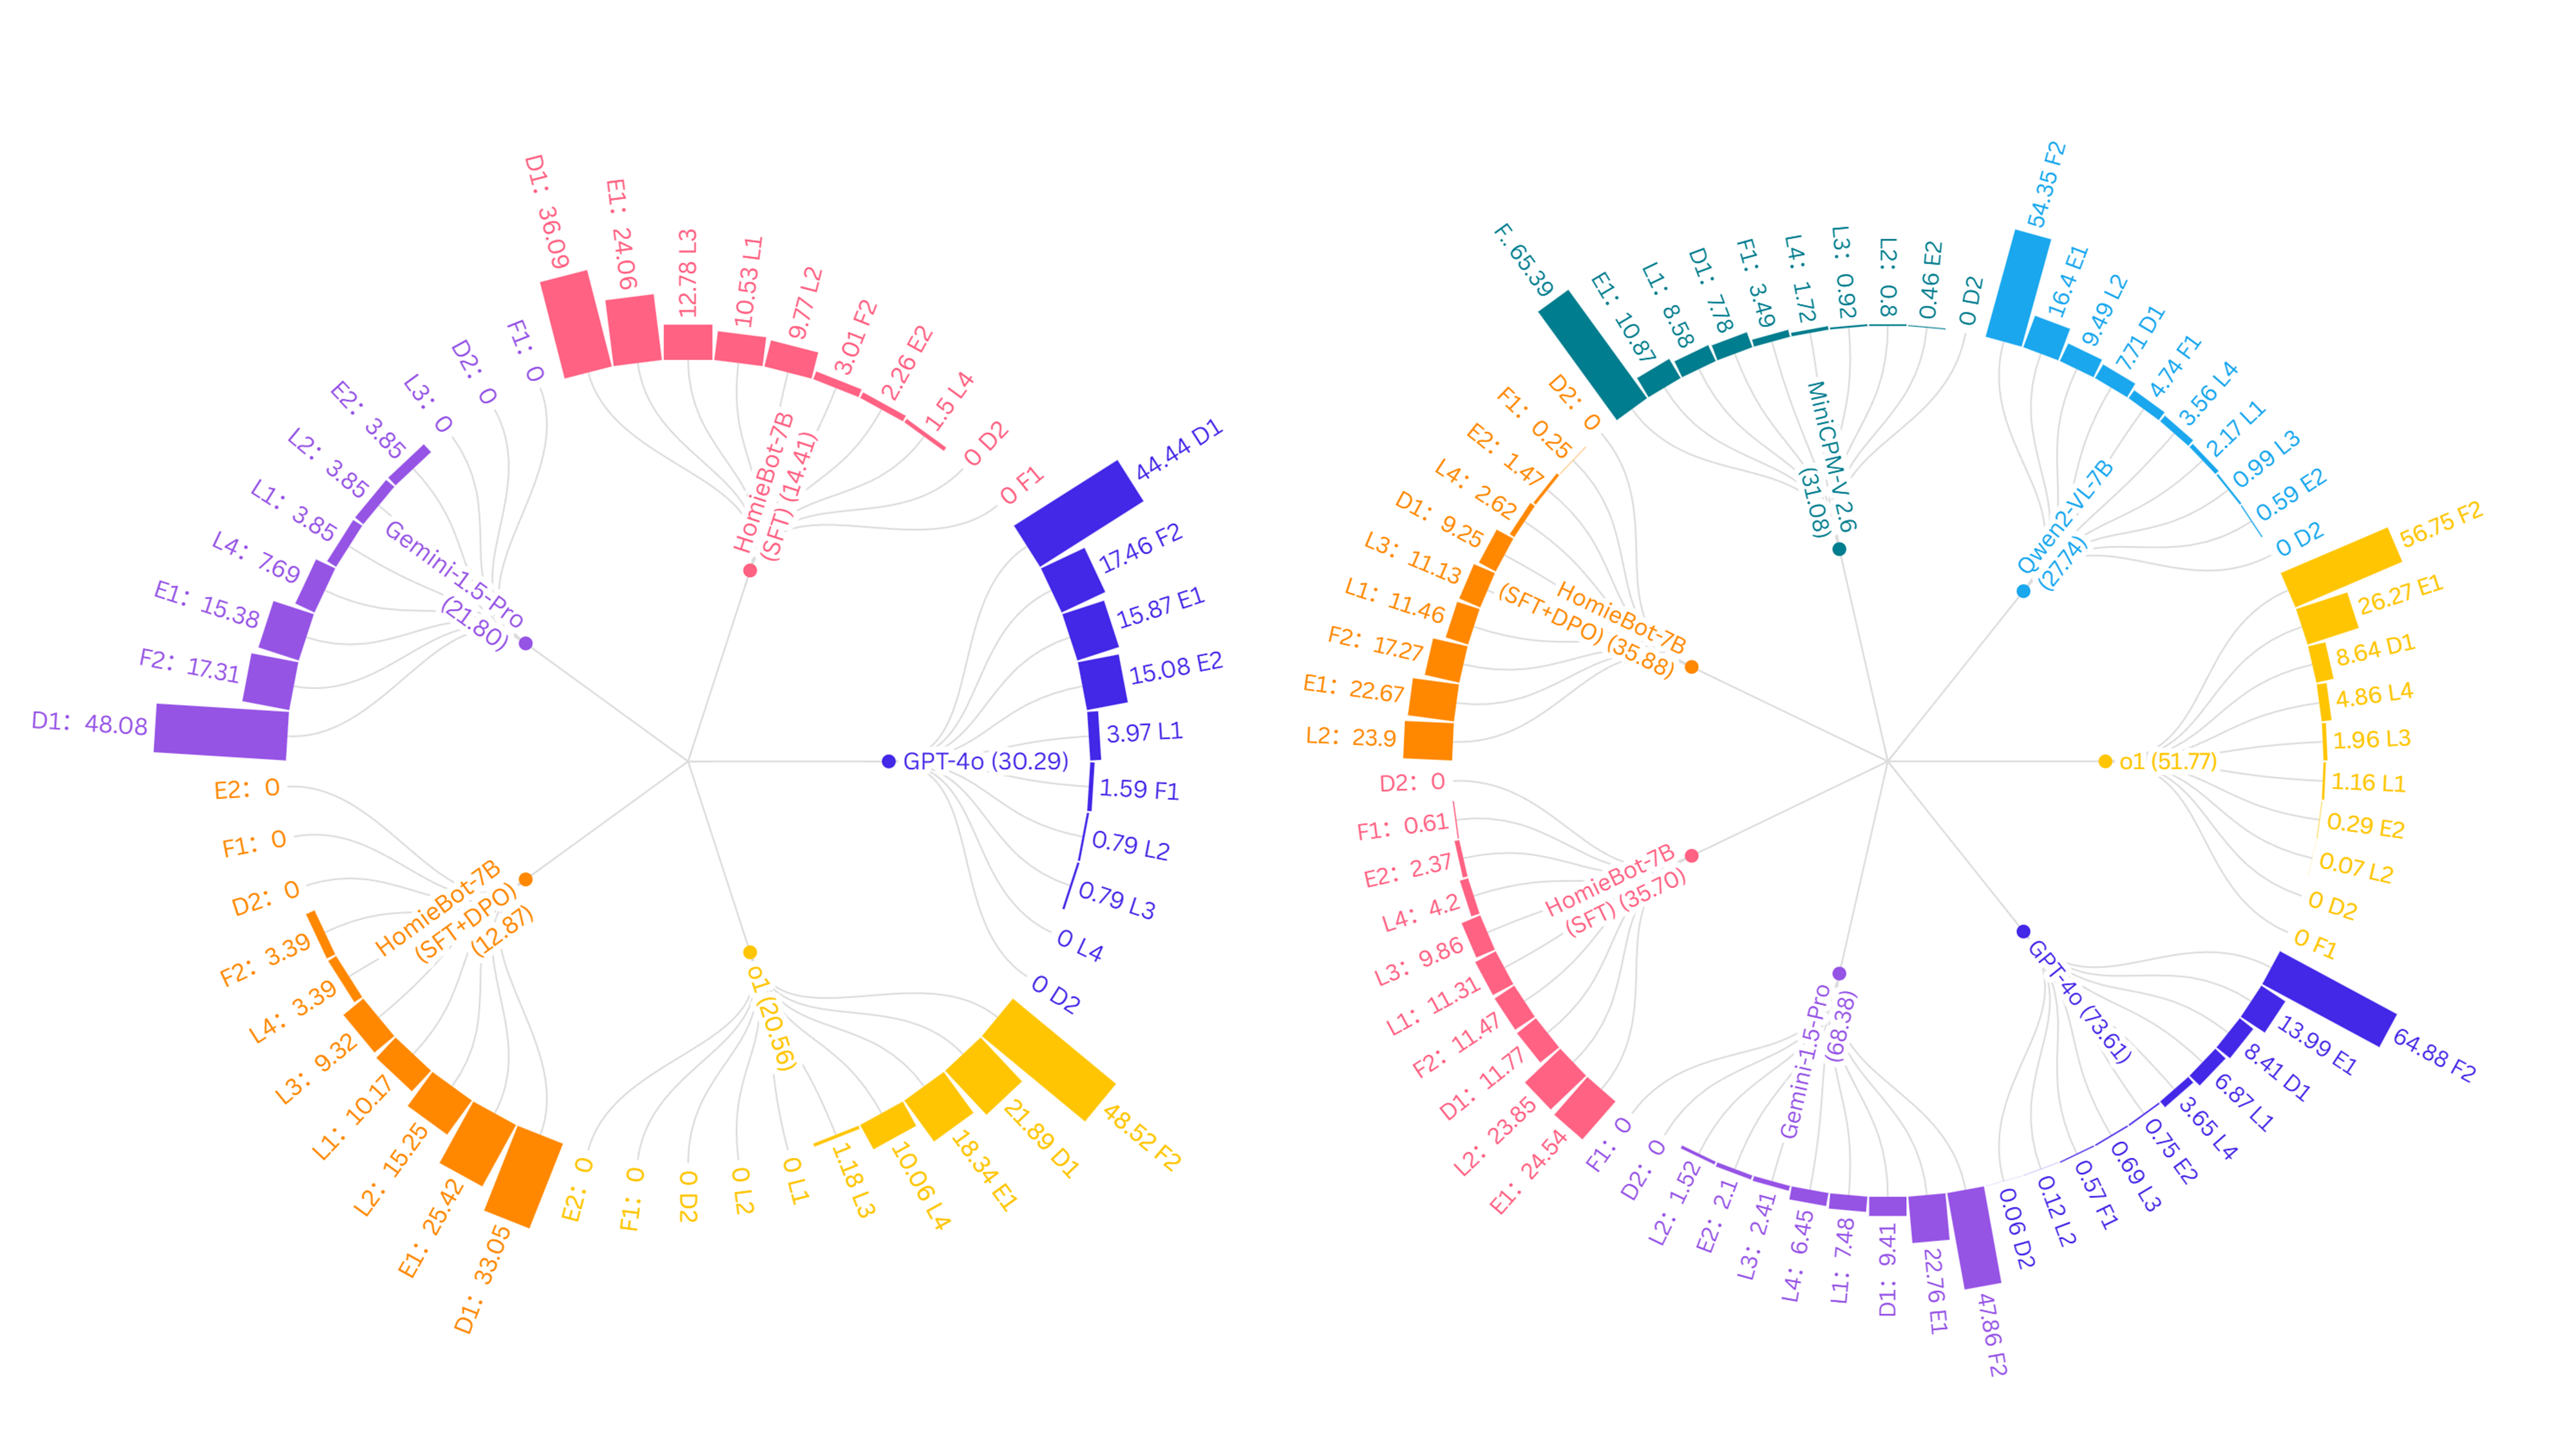 HomieBot-7B
(SFT) (14.41)
D1: 36.09
E1: 24.06
12.78 L3
10.53 L1
9.77 L2
3.01 F2
2.26 E2
1.5 L4
0 D2
0 F1
GPT-4o (30.29)
44.44 D1
17.46 F2
15.87 E1
15.08 E2
3.97 L1
1.59 F1
0.79 L2
0.79 L3
0 L4
0 D2
o1 (20.56)
48.52 F2
21.89 D1
18.34 E1
10.06 L4
1.18 L3
0 L1
0 L2
0 D2
F1: 0
E2: 0
HomieBot-7B
(SFT+DPO)
(12.87)
D1: 33.05
E1: 25.42
L2: 15.25
L1: 10.17
L3: 9.32
L4: 3.39
F2: 3.39
D2: 0
F1: 0
E2: 0
Gemini-1.5-Pro
(21.80)
D1: 48.08
F2: 17.31
E1: 15.38
L4: 7.69
L1: 3.85
L2: 3.85
E2: 3.85
L3: 0
D2: 0
F1: 0
MiniCPM-V 2.6
(31.08)
F.. 65.39
E1: 10.87
L1: 8.58
D1: 7.78
F1: 3.49
L4: 1.72
L3: 0.92
L2: 0.8
0.46 E2
0 D2
Qwen2-VL-7B
(27.74)
54.35 F2
16.4 E1
9.49 L2
7.71 D1
4.74 F1
3.56 L4
2.17 L1
0.99 L3
0.59 E2
0 D2
o1 (51.77)
56.75 F2
26.27 E1
8.64 D1
4.86 L4
1.96 L3
1.16 L1
0.29 E2
0.07 L2
0 D2
0 F1
GPT-4o (73.61)
64.88 F2
13.99 E1
8.41 D1
6.87 L1
3.65 L4
0.75 E2
0.69 L3
0.57 F1
0.12 L2
0.06 D2
Gemini-1.5-Pro
(68.38)
47.86 F2
22.76 E1
D1: 9.41
L1: 7.48
L4: 6.45
L3: 2.41
E2: 2.1
L2: 1.52
D2: 0
F1: 0
HomieBot-7B
(SFT) (35.70)
E1: 24.54
L2: 23.85
D1: 11.77
F2: 11.47
L1: 11.31
L3: 9.86
L4: 4.2
E2: 2.37
F1: 0.61
D2: 0
HomieBot-7B
(SFT+DPO) (35.88)
L2: 23.9
E1: 22.67
F2: 17.27
L1: 11.46
L3: 11.13
D1: 9.25
L4: 2.62
E2: 1.47
F1: 0.25
D2: 0